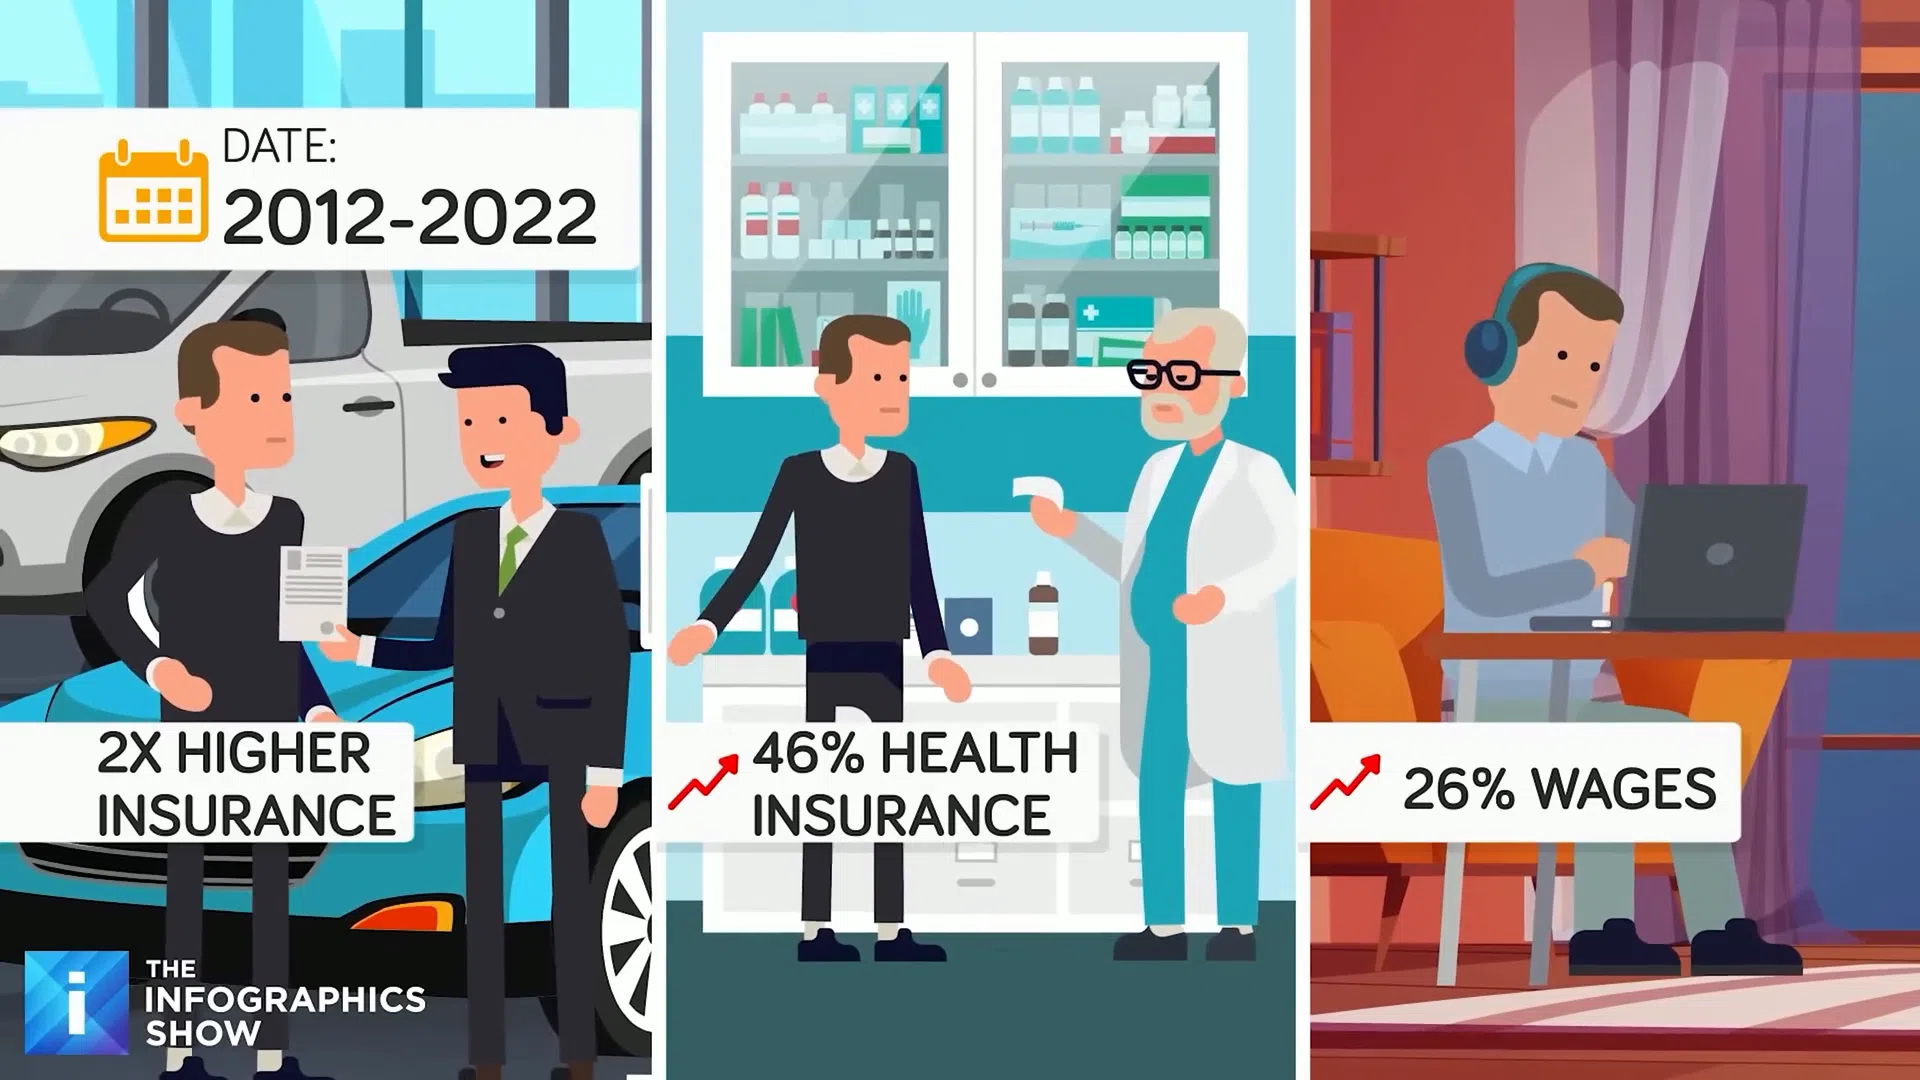 DATE:
2012-2022
2X HIGHER
INSURANCE
46% HEALTH
INSURANCE
26% WAGES
i
THE
INFOGRAPHICS
SHOW